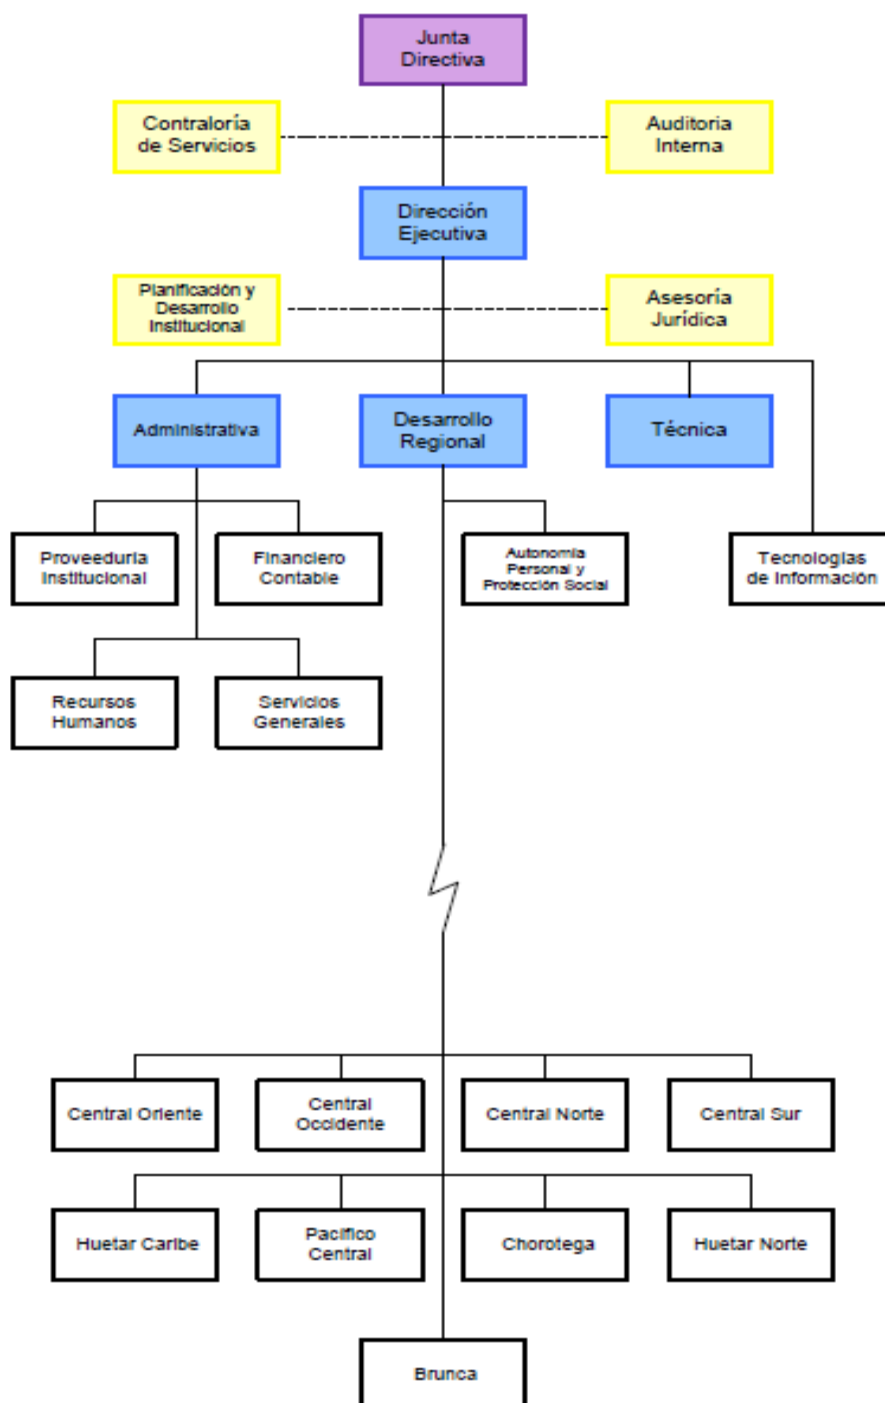 Junta
Directiva
Contraloría
de Servicios
Auditoria
Interna
Dirección
Ejecutiva
Planificación y
Desarrollo
Institucional
Asesoría
Jurídica
Administrativa
Desarrollo
Regional
Técnica
Proveeduría
Institucional
Financiero
Contable
Autonomía
Personal y
Protección Social
Tecnologías
de Información
Recursos
Humanos
Servicios
Generales
Central Oriente
Central
Occidente
Central Norte
Central Sur
Huetar Caribe
Pacífico
Central
Chorotega
Huetar Norte
Brunca